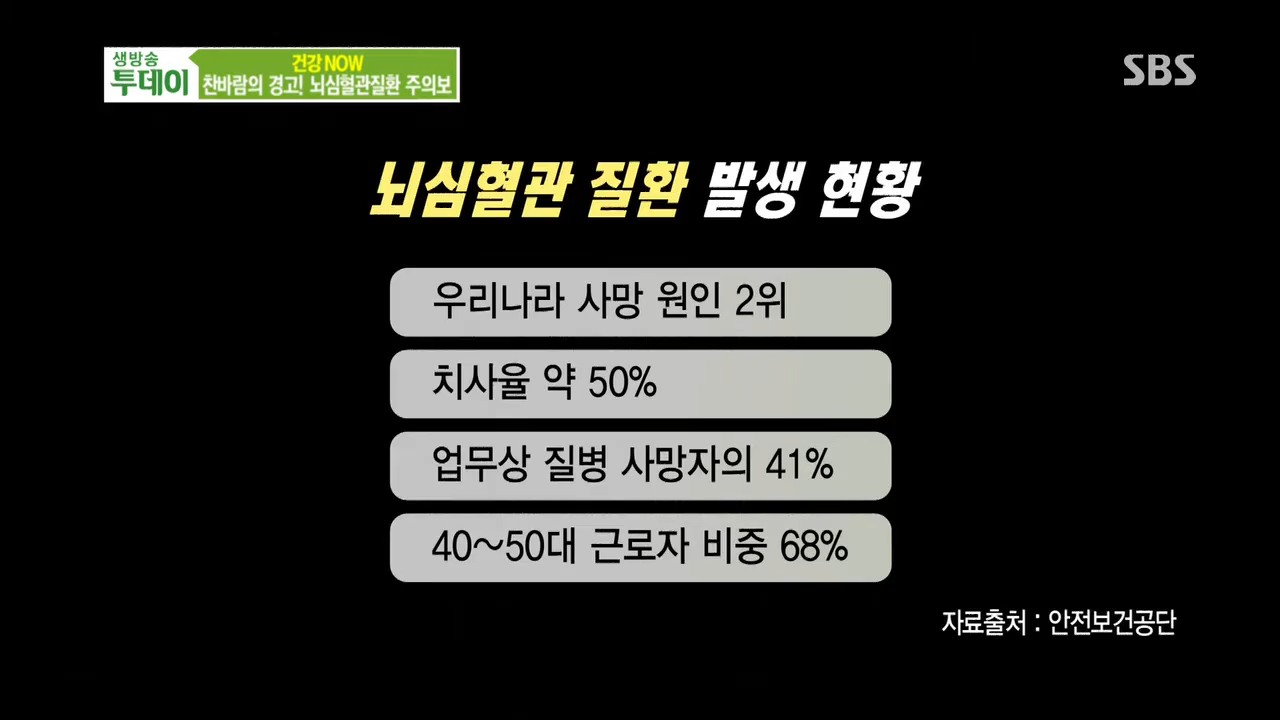 생방송
투데이
건강 NOW
찬바람의 경고! 뇌심혈관질환 주의보
SBS
뇌심혈관 질환 발생 현황
우리나라 사망 원인 2위
치사율 약 50%
업무상 질병 사망자의 41%
40~50대 근로자 비중 68%
자료출처 : 안전보건공단